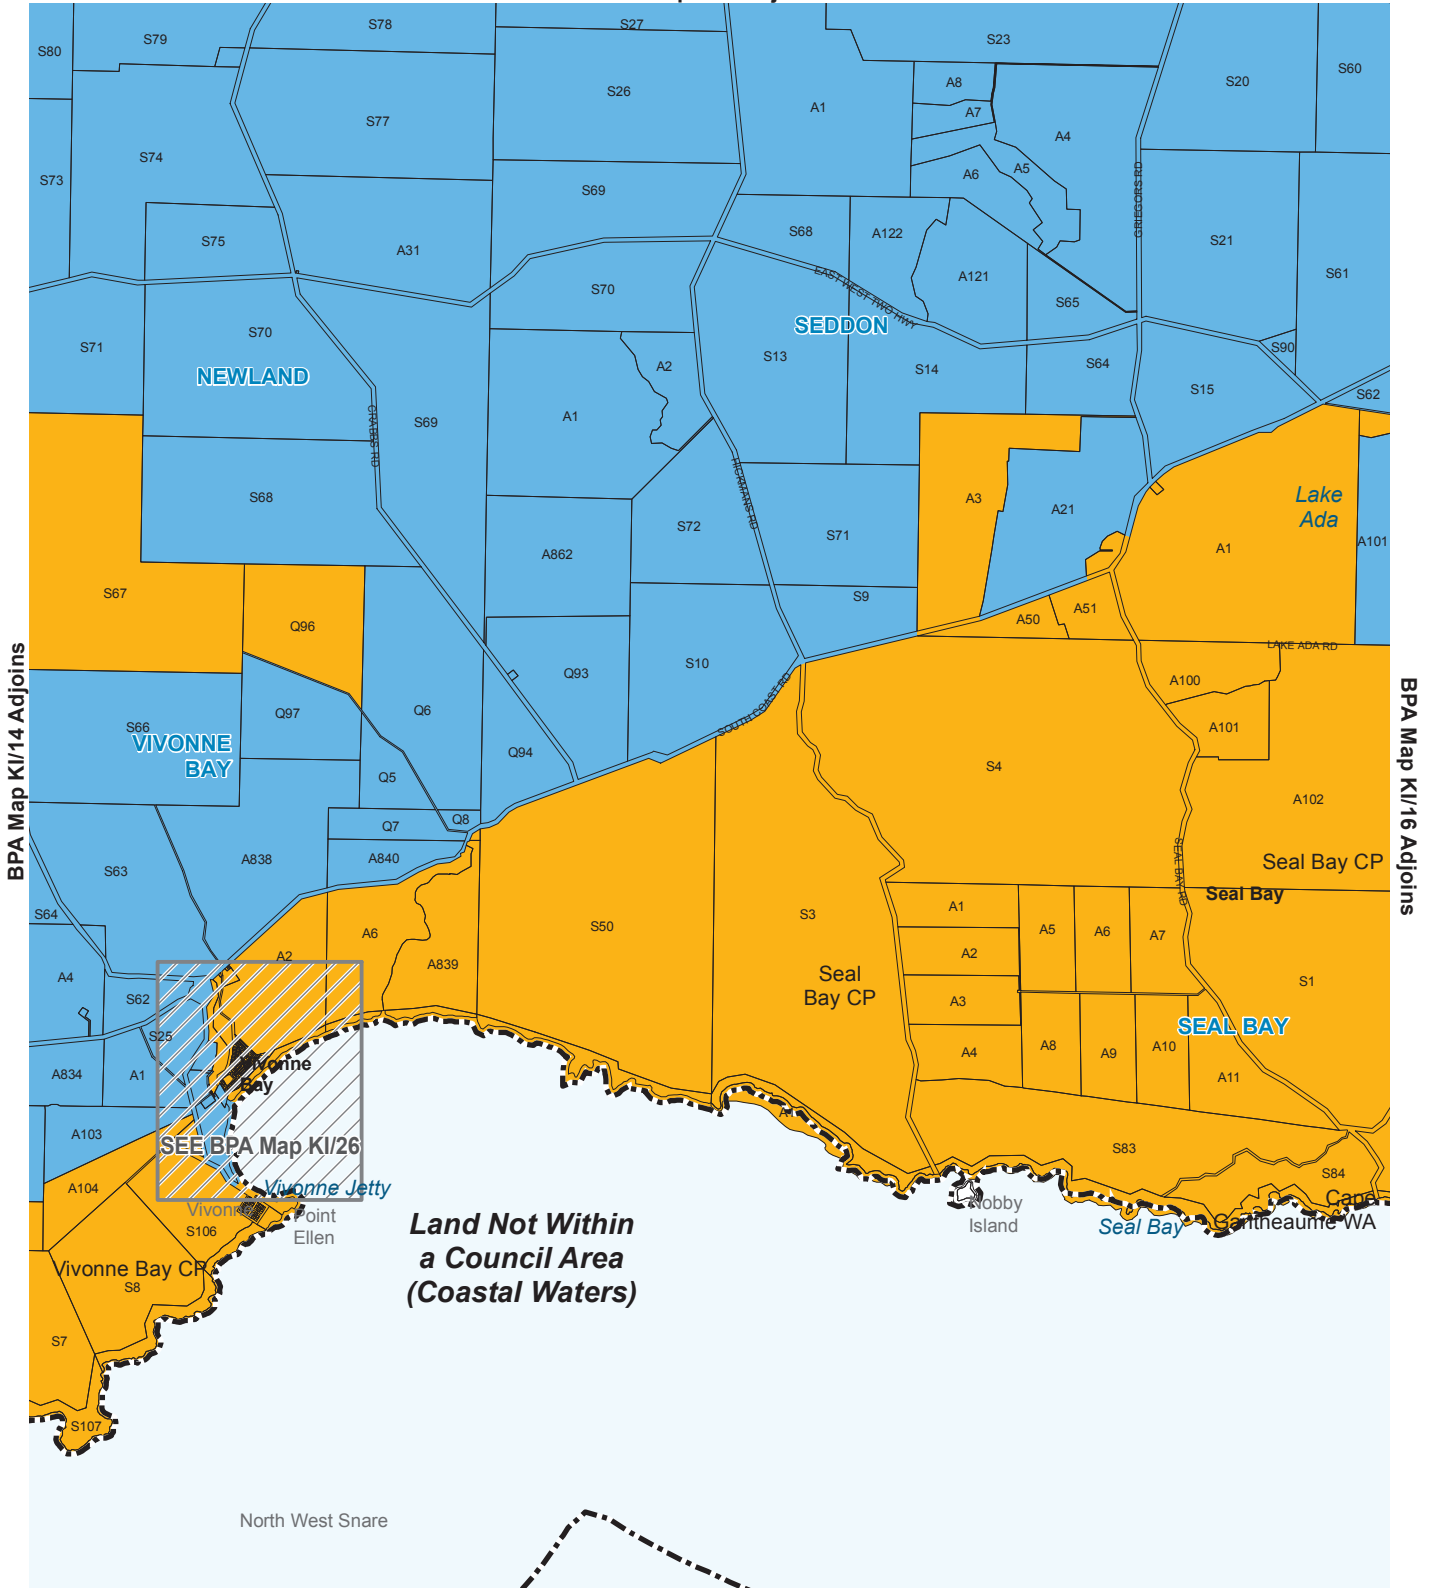 S80
S79
S78
S27
S23
S20
S60
S26
A8
A1
A7
S77
A4
S74
A5
A6
S73
S69
S75
S68
A122
S21
A31
GRIEGORS RD
A121
S61
EAST WEST TWO HWY
S70
S65
SEDDON
S70
S71
S90
S13
S64
S14
A2
NEWLAND
S15
S62
A1
S69
CRABBS RD
S68
HICKMANS RD
A3
Lake
Ada
A21
S72
S71
A101
A1
A862
S67
S9
Q96
A51
A50
LAKE ADA RD
S10
Q93
A100
BPA Map KI/14 Adjoins
BPA Map KI/16 Adjoins
SOUTH COAST RD
Q97
Q6
S66
A101
VIVONNE
BAY
Q94
S4
Q5
A102
Q7
Q8
A838
A840
S63
SEAL BAY RD
Seal Bay CP
Seal Bay
S64
A1
S3
S50
A5
A6
A7
A6
A2
A2
A839
A4
Seal
Bay CP
S1
S62
A3
SEAL BAY
S25
A8
A10
A9
A4
Vivonne
Bay
A834
A1
A11
A1
A103
SEE BPA Map KI/26
S83
S84
A104
Vivonne Jetty
Cape
Gantheaume WA
Vivonne
Point
Ellen
Nobby
Island
Seal Bay
S106
Land Not Within
a Council Area
(Coastal Waters)
Vivonne Bay CP
S8
S7
S107
North West Snare